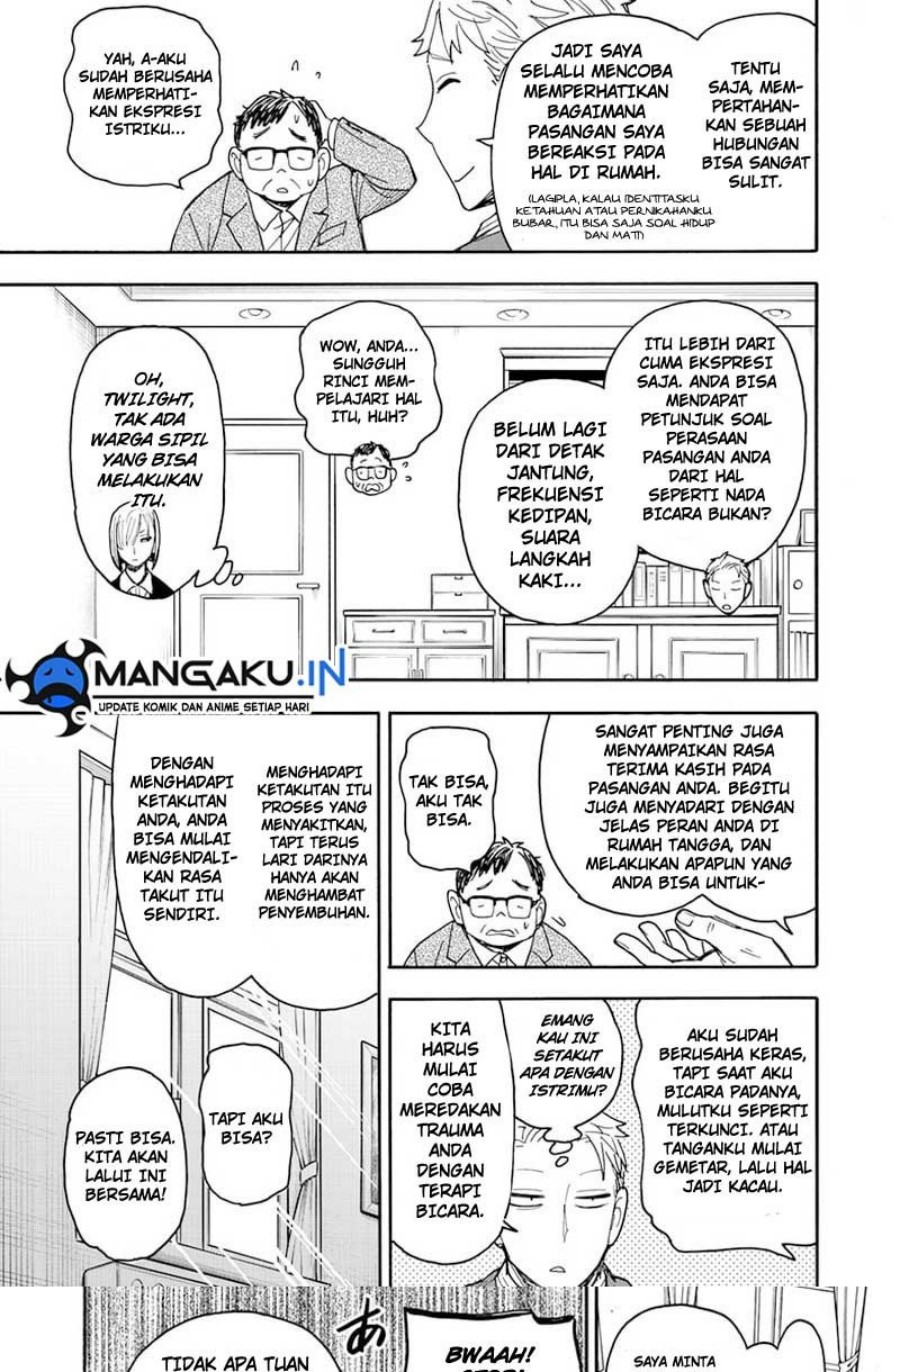 TENTU
SAJA, MEM-
PERTAHAN-
KAN SEBUAH
HUBUNGAN
BISA SANGAT
SULIT.
JADI SAYA
SELALU MENCOBA
MEMPERHATIKAN
BAGAIMANA
PASANGAN SAYA
BEREAKSI PADA
HAL DI RUMAH.
(LAGIPLA, KALAU IDENTITASKU
KETAHUAN ATAU PERNIKAHANKU
BUBAR, ITU BISA SAJA SOAL HIDUP
DAN MATI)
YAH, A-AKU
SUDAH BERUSAHA
MEMPERHATI-
KAN EKSPRESI
ISTRIKU...
ITU LEBIH DARI
CUMA EKSPRESI
SAJA. ANDA BISA
MENDAPAT
PETUNJUK SOAL
PERASAAN
PASANGAN ANDA
DARI HAL
SEPERTI NADA
BICARA BUKAN?
BELUM LAGI
DARI DETAK
JANTUNG,
FREKUENSI
KEDIPAN,
SUARA
LANGKAH
KAKI...
WOW, ANDA...
SUNGGUH
RINCI MEM-
PELAJARI HAL
ITU, HUH?
OH,
TWILIGHT,
TAK ADA
WARGA SIPIL
YANG BISA
MELAKUKAN
ITU.
MANGAKU.IN
UPDATE KOMIK DAN ANIME SETIAP HARI
SANGAT PENTING JUGA
MENYAMPAIKAN RASA
TERIMA KASIH PADA
PASANGAN ANDA. BEGITU
JUGA MENYADARI DENGAN
JELAS PERAN ANDA DI
RUMAH TANGGA, DAN
MELAKUKAN APAPUN YANG
ANDA BISA UNTUK-
TAK BISA,
AKU TAK
BISA.
AKU SUDAH
BERUSAHA KERAS,
TAPI SAAT AKU
BICARA PADANYA,
MULUTKU SEPERTI
TERKUNCI. ATAU
TANGANKU MULAI
GEMETAR, LALU HAL
JADI KACAU.
EMANG
KAU INI
SETAKUT
APA DENGAN
ISTRIMU?
KITA
HARUS
MULAI
COBA
MEREDAKAN
TRAUMA
ANDA
DENGAN
TERAPI
BICARA.
MENGHADAPI
KETAKUTAN ITU
PROSES YANG
MENYAKITKAN,
TAPI TERUS
LARI DARINYA
HANYA AKAN
MENGHAMBAT
PENYEMBUHAN.
DENGAN
MENGHADAPI
KETAKUTAN
ANDA, ANDA
BISA MULAI
MENGENDALI-
KAN RASA
TAKUT ITU
SENDIRI.
TAPI AKU
BISA?
PASTI BISA.
KITA AKAN
LALUI INI
BERSAMA!
SAYA MINTA
BWAAH!
あ
TIDAK APA TUAN